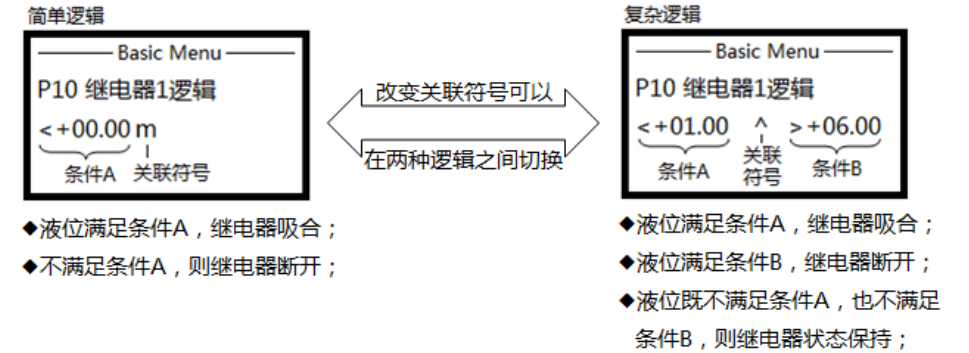 简单逻辑
Basic Menu
P10 继电器1逻辑
<+00.00 m
条件A 关联符号
◆液位满足条件A，继电器吸合；
◆不满足条件A，则继电器断开；
改变关联符号可以
在两种逻辑之间切换
复杂逻辑
Basic Menu
P10 继电器1逻辑
<+01.00 ^ >+06.00
条件A 关联符号 条件B
◆液位满足条件A，继电器吸合；
◆液位满足条件B，继电器断开；
◆液位既不满足条件A，也不满足
条件B，则继电器状态保持；